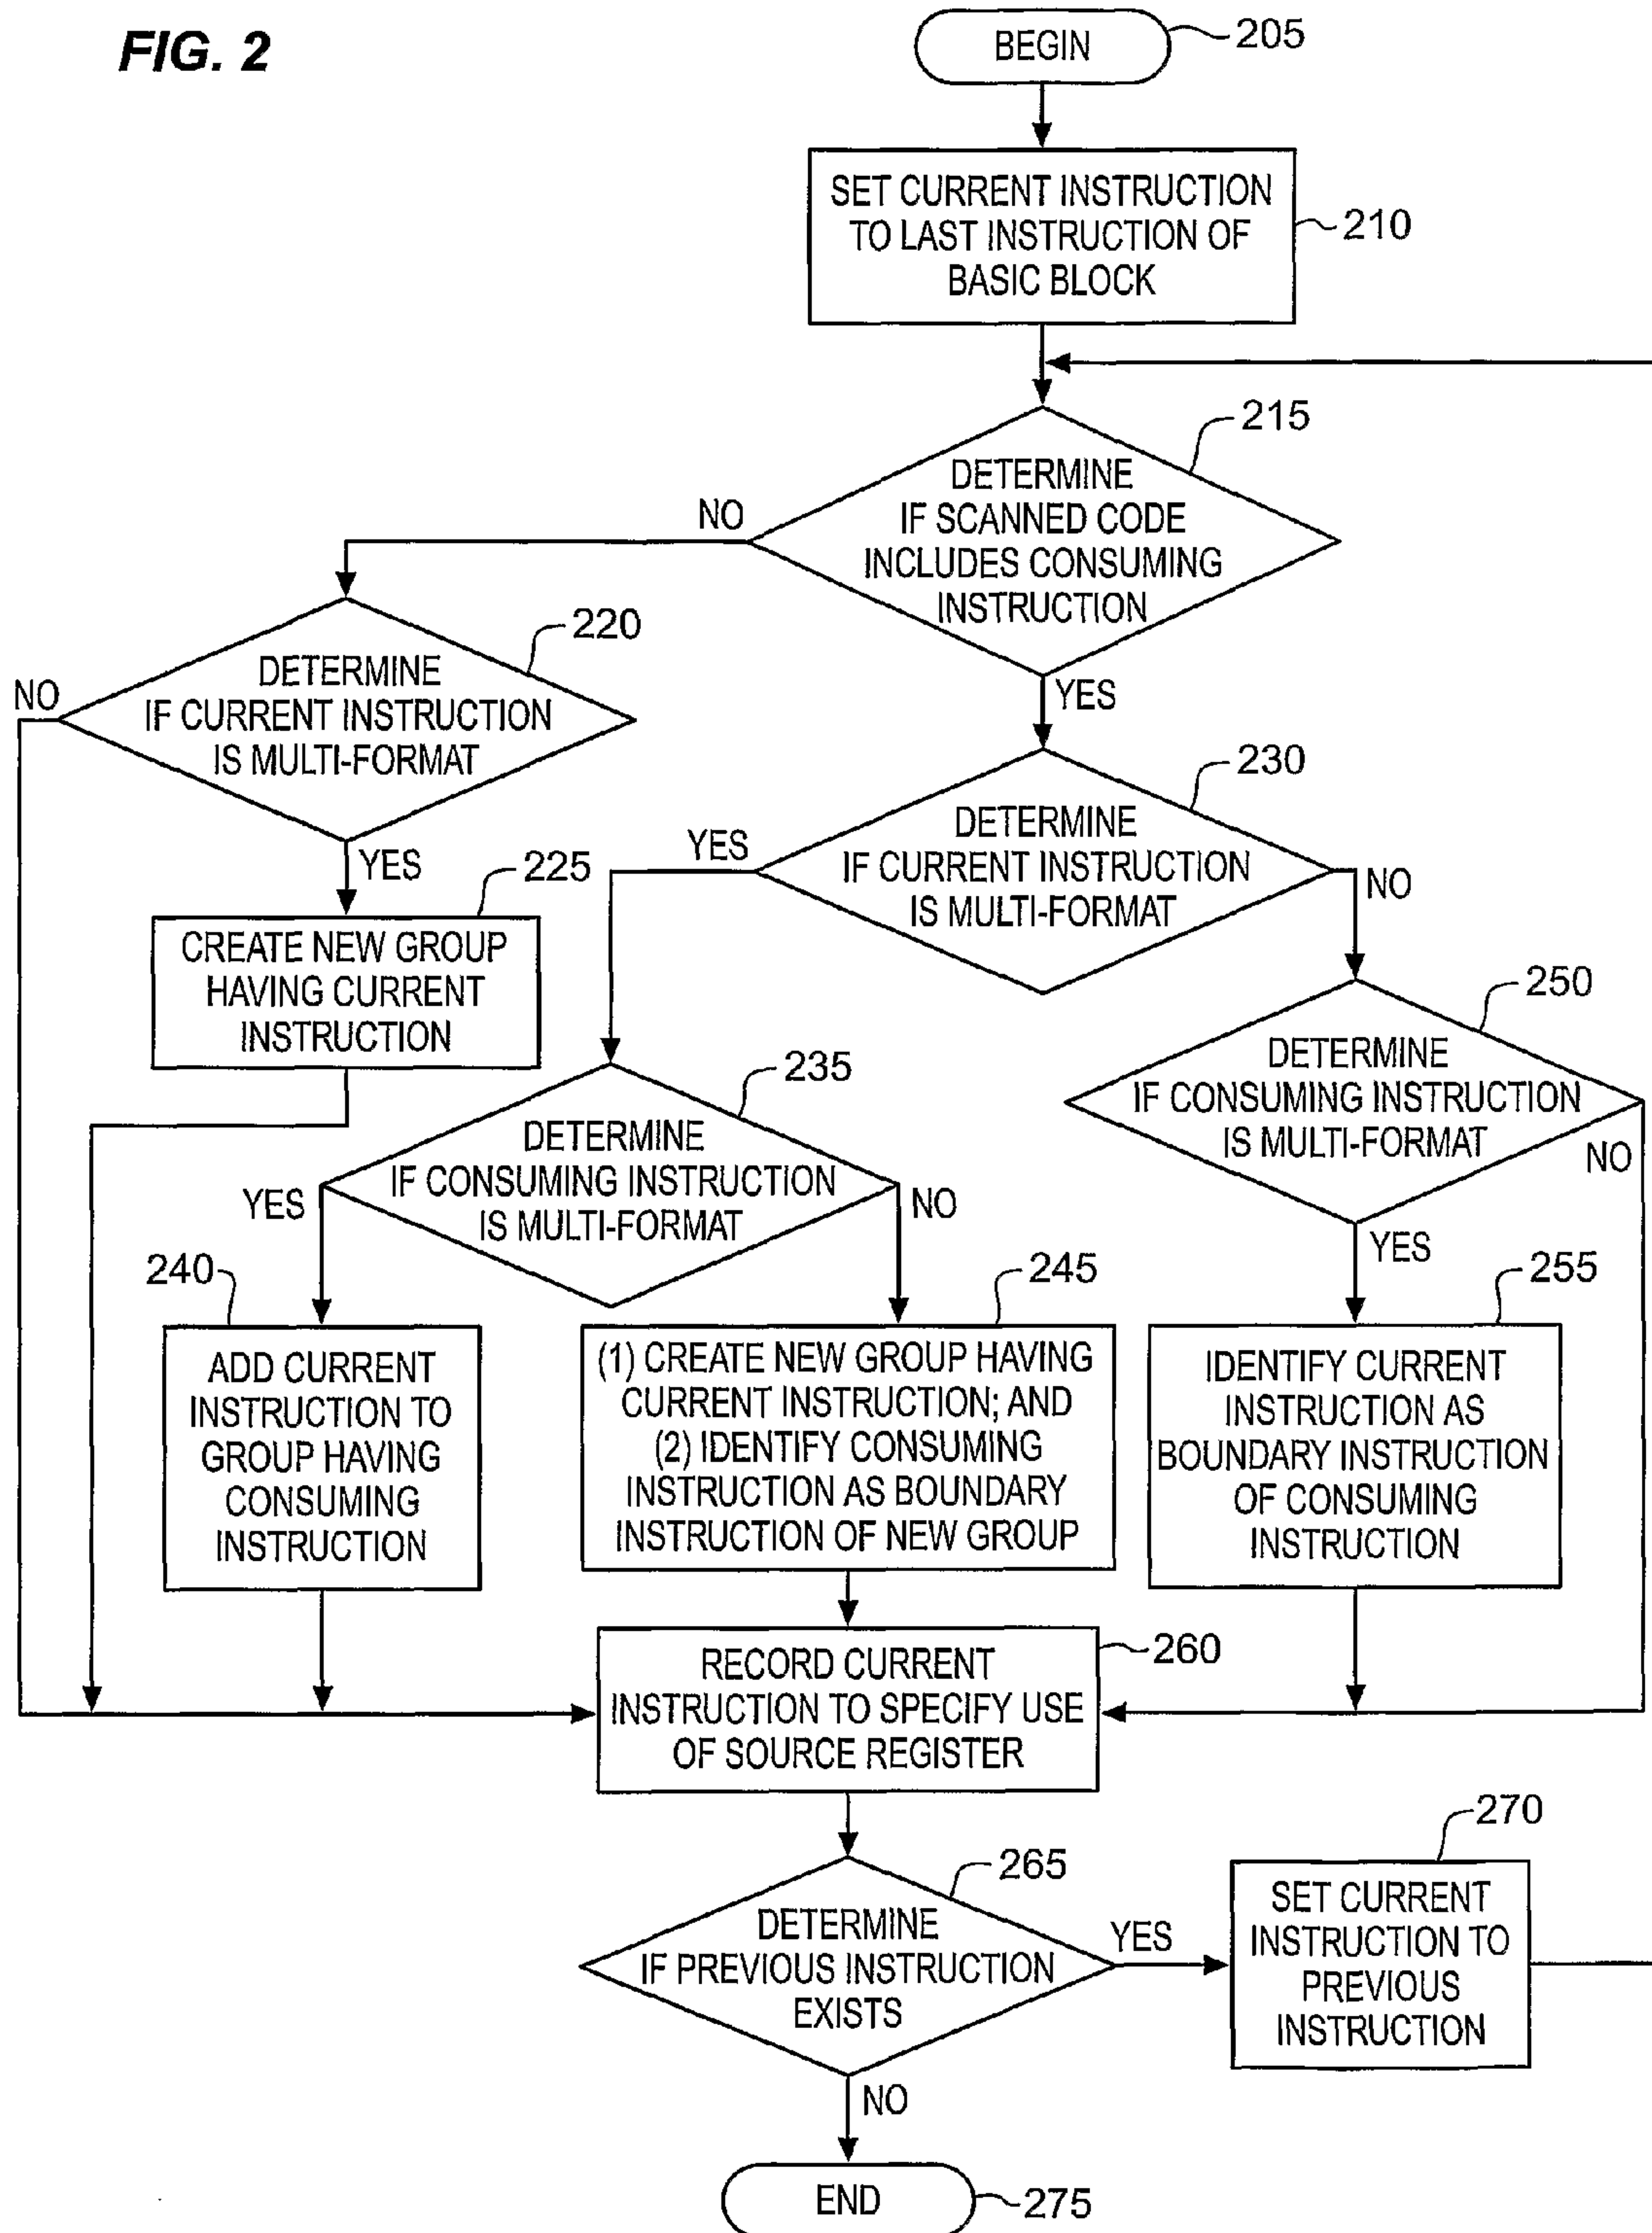 FIG. 2
BEGIN
205
SET CURRENT INSTRUCTION
TO LAST INSTRUCTION OF
BASIC BLOCK
210
215
DETERMINE
IF SCANNED CODE
INCLUDES CONSUMING
INSTRUCTION
NO
YES
220
DETERMINE
IF CURRENT INSTRUCTION
IS MULTI-FORMAT
NO
YES
225
CREATE NEW GROUP
HAVING CURRENT
INSTRUCTION
230
DETERMINE
IF CURRENT INSTRUCTION
IS MULTI-FORMAT
YES
NO
235
DETERMINE
IF CONSUMING INSTRUCTION
IS MULTI-FORMAT
YES
NO
250
DETERMINE
IF CONSUMING INSTRUCTION
IS MULTI-FORMAT
NO
YES
240
ADD CURRENT
INSTRUCTION TO
GROUP HAVING
CONSUMING
INSTRUCTION
245
(1) CREATE NEW GROUP HAVING
CURRENT INSTRUCTION; AND
(2) IDENTIFY CONSUMING
INSTRUCTION AS BOUNDARY
INSTRUCTION OF NEW GROUP
255
IDENTIFY CURRENT
INSTRUCTION AS
BOUNDARY INSTRUCTION
OF CONSUMING
INSTRUCTION
260
RECORD CURRENT
INSTRUCTION TO SPECIFY USE
OF SOURCE REGISTER
265
DETERMINE
IF PREVIOUS INSTRUCTION
EXISTS
YES
NO
270
SET CURRENT
INSTRUCTION TO
PREVIOUS
INSTRUCTION
END
275